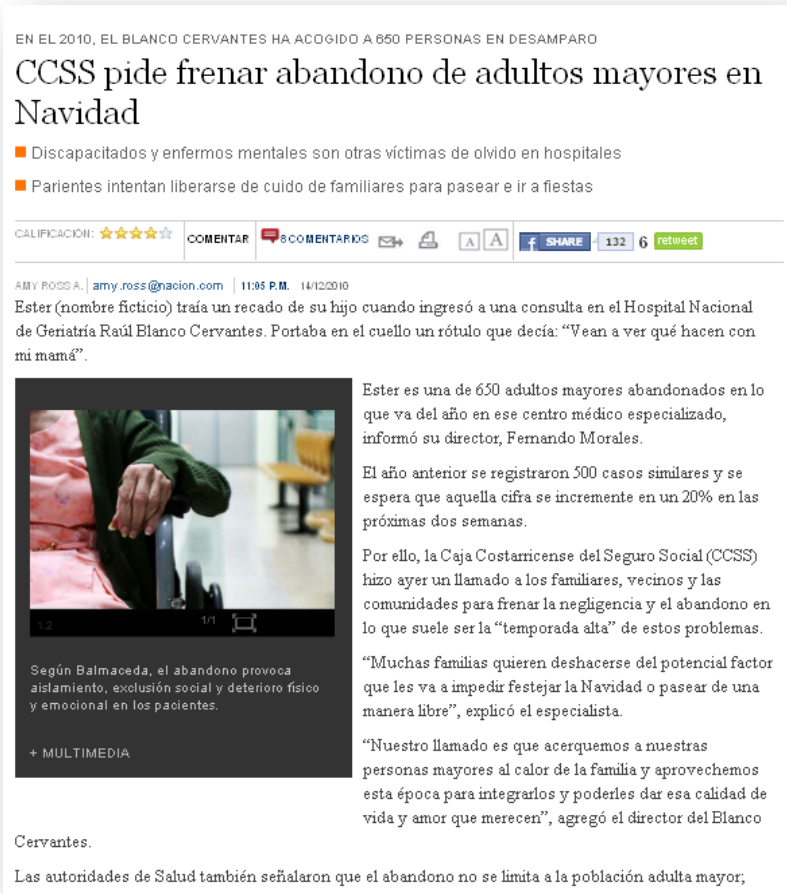 EN EL 2010, EL BLANCO CERVANTES HA ACOGIDO A 650 PERSONAS EN DESAMPARO
CCSS pide frenar abandono de adultos mayores en
Navidad
Discapacitados y enfermos mentales son otras víctimas de olvido en hospitales
Parientes intentan liberarse de cuido de familiares para pasear e ir a fiestas
CALIFICACIÓN: COMENTAR 8 COMENTARIOS A A f SHARE 132 6 retweet
AMY ROSS A. amy.ross@nacion.com 11:05 P.M. 14/12/2010
Ester (nombre ficticio) traía un recado de su hijo cuando ingresó a una consulta en el Hospital Nacional
de Geriatría Raúl Blanco Cervantes. Portaba en el cuello un rótulo que decía: “Vean a ver qué hacen con
mi mamá”.
1.2 1/1
Según Balmaceda, el abandono provoca
aislamiento, exclusión social y deterioro físico
y emocional en los pacientes.
+ MULTIMEDIA
Ester es una de 650 adultos mayores abandonados en lo
que va del año en ese centro médico especializado,
informó su director, Fernando Morales.
El año anterior se registraron 500 casos similares y se
espera que aquella cifra se incremente en un 20% en las
próximas dos semanas.
Por ello, la Caja Costarricense del Seguro Social (CCSS)
hizo ayer un llamado a los familiares, vecinos y las
comunidades para frenar la negligencia y el abandono en
lo que suele ser la “temporada alta” de estos problemas.
“Muchas familias quieren deshacerse del potencial factor
que les va a impedir festejar la Navidad o pasear de una
manera libre”, explicó el especialista.
“Nuestro llamado es que acerquemos a nuestras
personas mayores al calor de la familia y aprovechemos
esta época para integrarlos y poderles dar esa calidad de
vida y amor que merecen”, agregó el director del Blanco
Cervantes.
Las autoridades de Salud también señalaron que el abandono no se limita a la población adulta mayor;